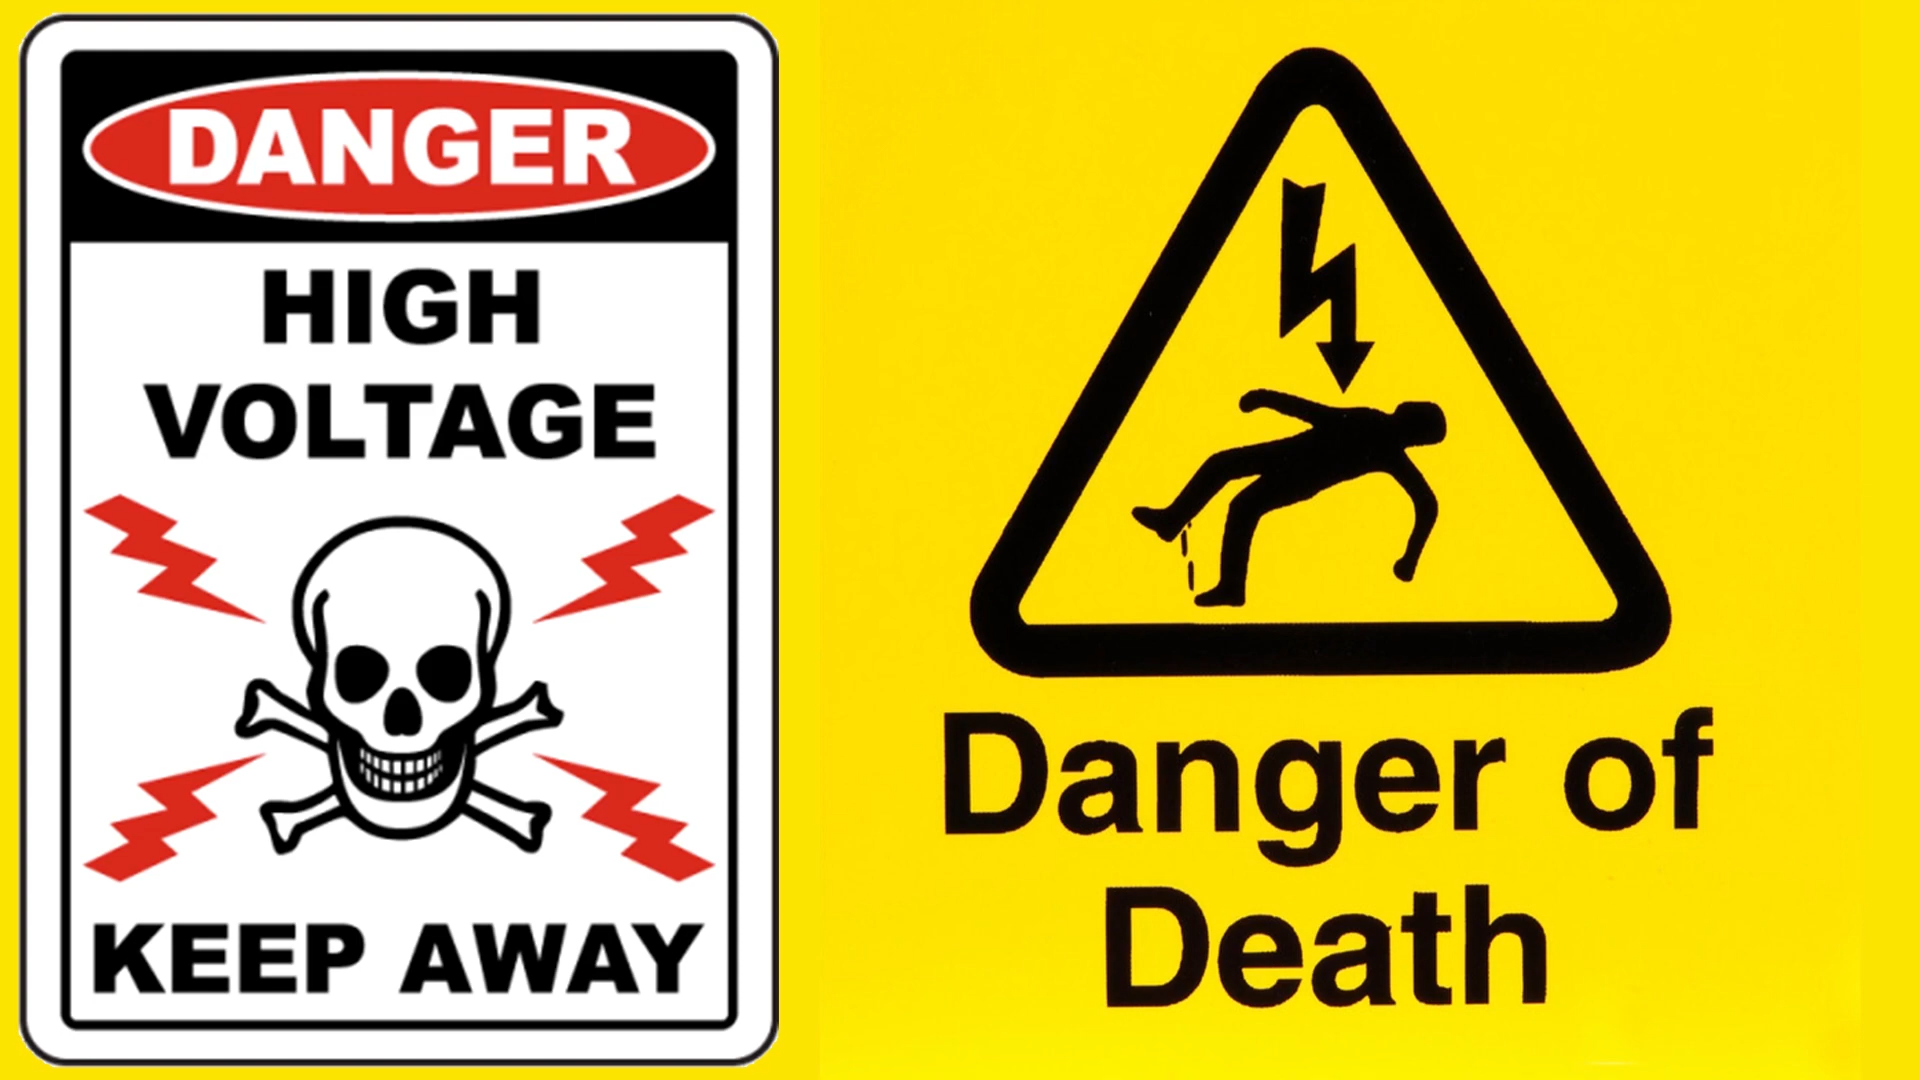 DANGER
HIGH
VOLTAGE
KEEP AWAY
Danger of
Death